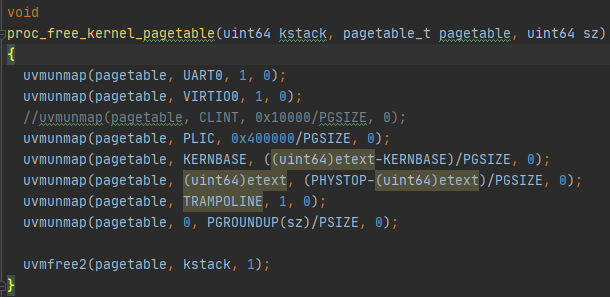 void
proc_free_kernel_pagetable(uint64 kstack, pagetable_t pagetable, uint64 sz)
{
  uvmunmap(pagetable, UART0, 1, 0);
  uvmunmap(pagetable, VIRTIO0, 1, 0);
  //uvmunmap(pagetable, CLINT, 0x10000/PGSIZE, 0);
  uvmunmap(pagetable, PLIC, 0x400000/PGSIZE, 0);
  uvmunmap(pagetable, KERNBASE, ((uint64)etext-KERNBASE)/PGSIZE, 0);
  uvmunmap(pagetable, (uint64)etext, (PHYSTOP-(uint64)etext)/PGSIZE, 0);
  uvmunmap(pagetable, TRAMPOLINE, 1, 0);
  uvmunmap(pagetable, 0, PGROUNDUP(sz)/PSIZE, 0);

  uvmfree2(pagetable, kstack, 1);
}